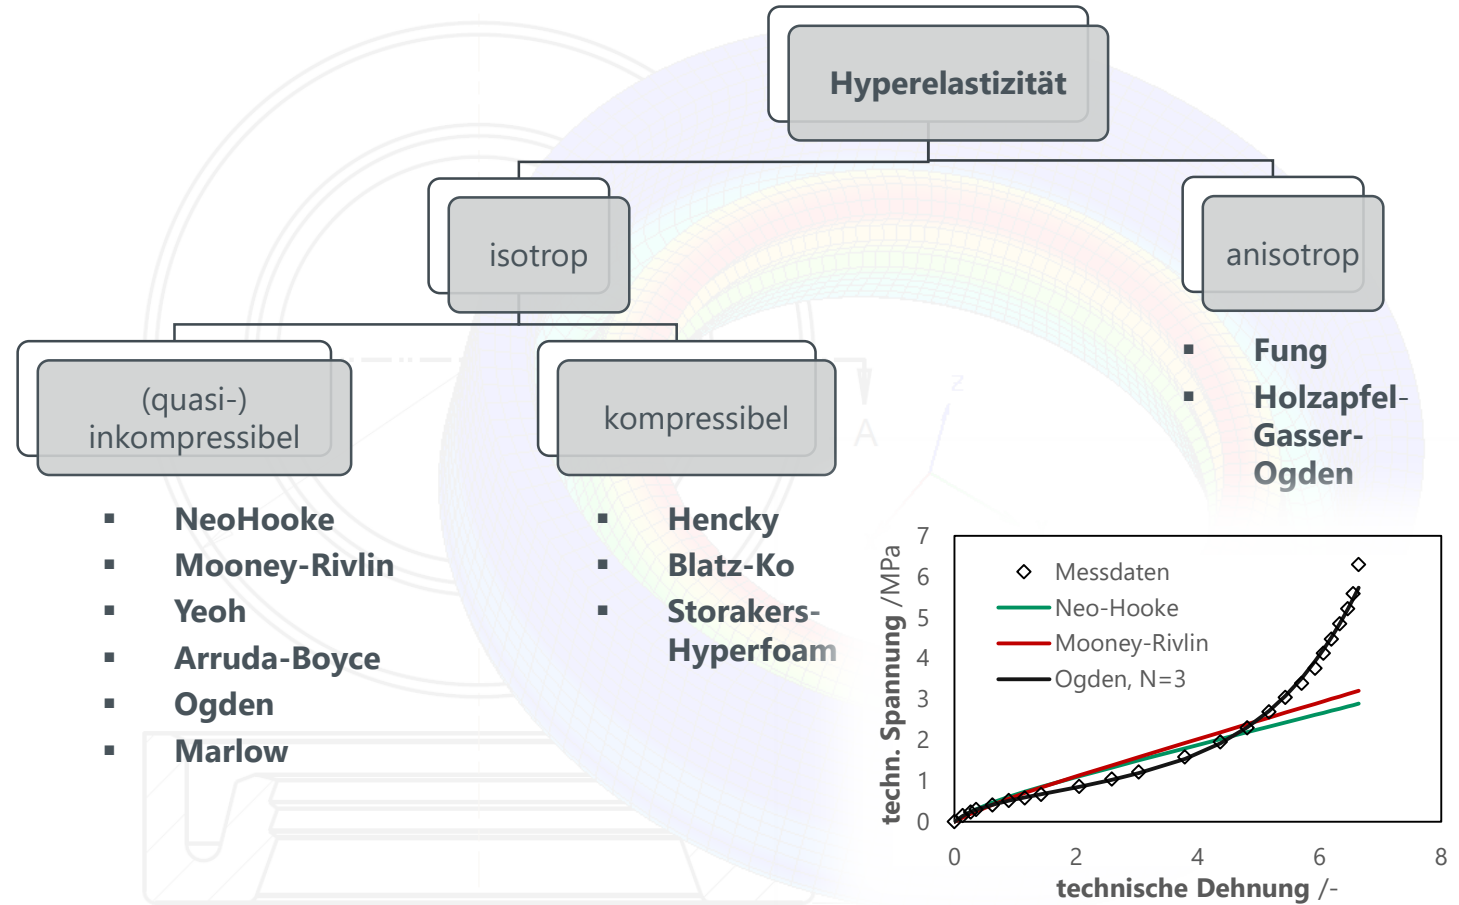 Hyperelastizität
isotrop
anisotrop
(quasi-)
inkompressibel
kompressibel
▪ NeoHooke
▪ Mooney-Rivlin
▪ Yeoh
▪ Arruda-Boyce
▪ Ogden
▪ Marlow
▪ Hencky
▪ Blatz-Ko
▪ Storakers-
Hyperfoam
▪ Fung
▪ Holzapfel-
Gasser-
Ogden
z
A
techn. Spannung /MPa
7
6
5
4
3
2
1
0
Messdaten
Neo-Hooke
Mooney-Rivlin
Ogden, N=3
0 2 4 6 8
technische Dehnung /-